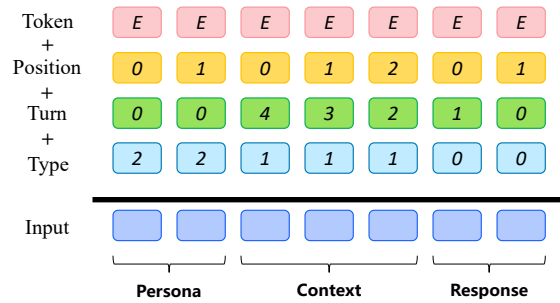 Token E E E E E E E
+
Position 0 1 0 1 2 0 1
+
Turn 0 0 4 3 2 1 0
+
Type 2 2 1 1 1 0 0
Input
Persona Context Response